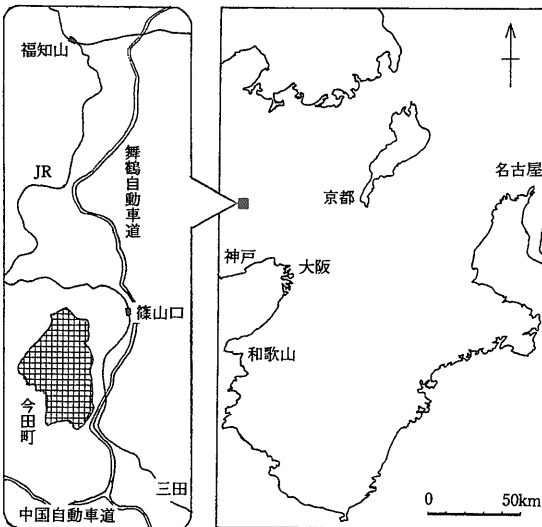 福知山
JR
舞鶴自動車道
篠山口
今田町
三田
中国自動車道
名古屋
京都
神戸
大阪
和歌山
0 50km